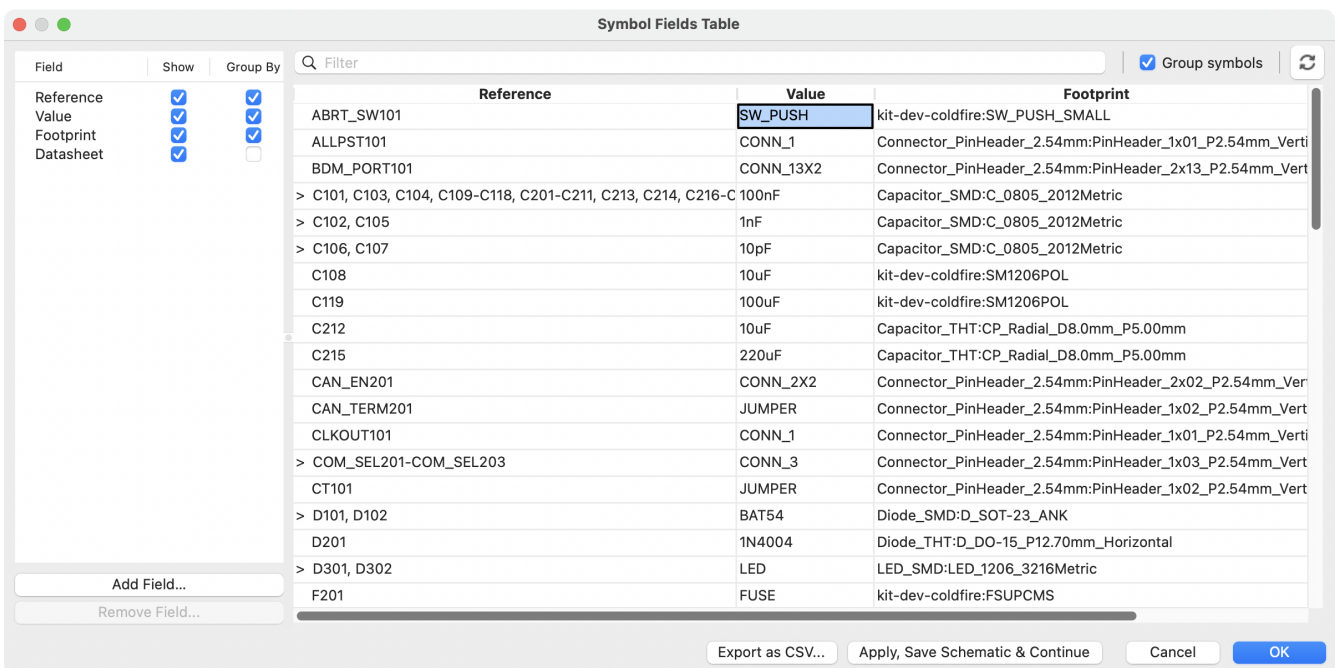 Symbol Fields Table
Field Show Group By
Reference
Value
Footprint
Datasheet
Add Field...
Remove Field...
Filter
Group symbols
Reference Value Footprint
ABRT_SW101 SW_PUSH kit-dev-coldfire:SW_PUSH_SMALL
ALLPST101 CONN_1 Connector_PinHeader_2.54mm:PinHeader_1x01_P2.54mm_Verti
BDM_PORT101 CONN_13X2 Connector_PinHeader_2.54mm:PinHeader_2x13_P2.54mm_Vert
> C101, C103, C104, C109-C118, C201-C211, C213, C214, C216-C 100nF Capacitor_SMD:C_0805_2012Metric
> C102, C105 1nF Capacitor_SMD:C_0805_2012Metric
> C106, C107 10pF Capacitor_SMD:C_0805_2012Metric
C108 10uF kit-dev-coldfire:SM1206POL
C119 100uF kit-dev-coldfire:SM1206POL
C212 10uF Capacitor_THT:CP_Radial_D8.0mm_P5.00mm
C215 220uF Capacitor_THT:CP_Radial_D8.0mm_P5.00mm
CAN_EN201 CONN_2X2 Connector_PinHeader_2.54mm:PinHeader_2x02_P2.54mm_Ver
CAN_TERM201 JUMPER Connector_PinHeader_2.54mm:PinHeader_1x02_P2.54mm_Vert
CLKOUT101 CONN_1 Connector_PinHeader_2.54mm:PinHeader_1x01_P2.54mm_Verti
> COM_SEL201-COM_SEL203 CONN_3 Connector_PinHeader_2.54mm:PinHeader_1x03_P2.54mm_Vert
CT101 JUMPER Connector_PinHeader_2.54mm:PinHeader_1x02_P2.54mm_Vert
> D101, D102 BAT54 Diode_SMD:D_SOT-23_ANK
D201 1N4004 Diode_THT:D_DO-15_P12.70mm_Horizontal
> D301, D302 LED LED_SMD:LED_1206_3216Metric
F201 FUSE kit-dev-coldfire:FSUPCMS
Export as CSV... Apply, Save Schematic & Continue Cancel OK